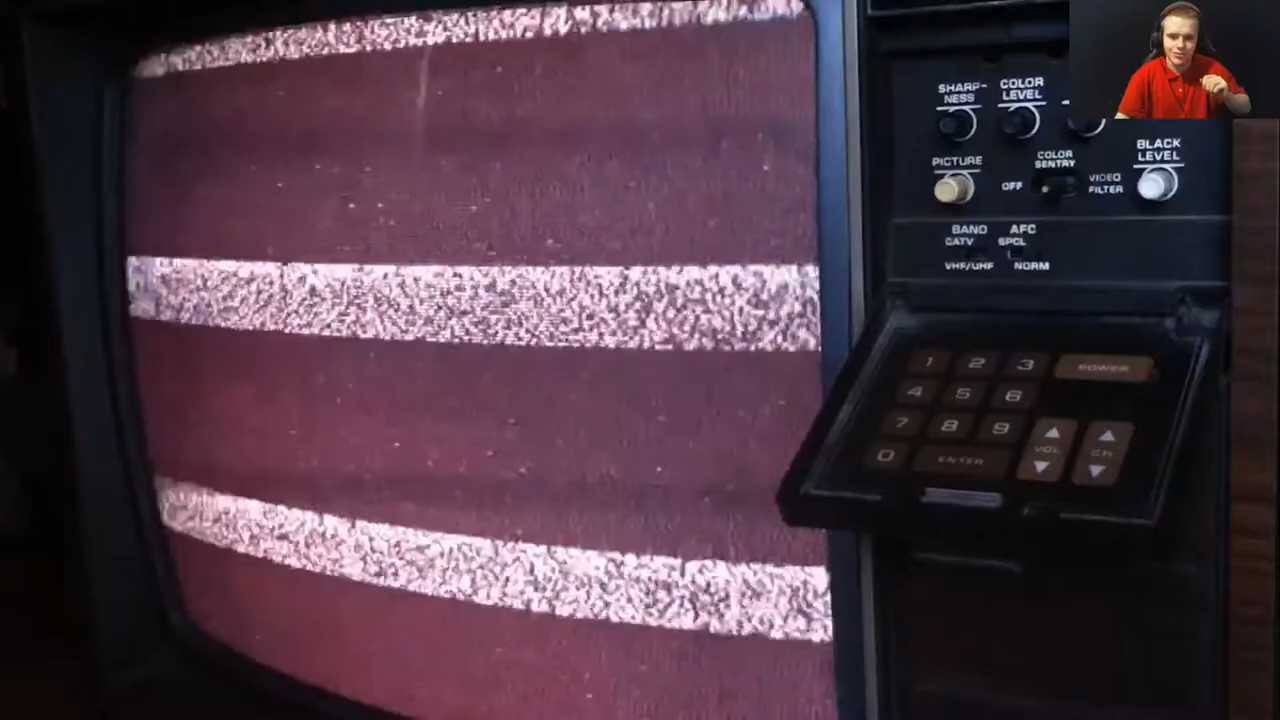 SHARP-
NESS
COLOR
LEVEL
PICTURE
OFF
COLOR
SENTRY
VIDEO
FILTER
BLACK
LEVEL
BAND
CATV
VHF/UHF
AFC
SPCL
NORM
1 2 3 POWER
4 5 6
7 8 9
0 ENTER VOL CH